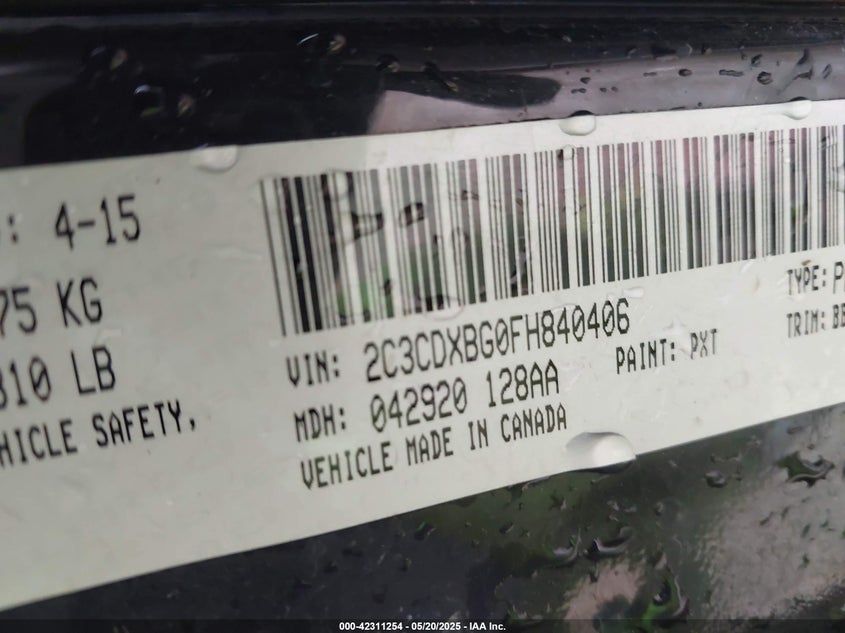 : 4-15
75 KG
810 LB
HICLE SAFETY,
VIN: 2C3CDXBG0FH840406
MDH: 042920 128AA
VEHICLE MADE IN CANADA
PAINT: PXT
TYPE: P
TRIM: BE
000-42311254 - 05/20/2025 - IAA Inc.